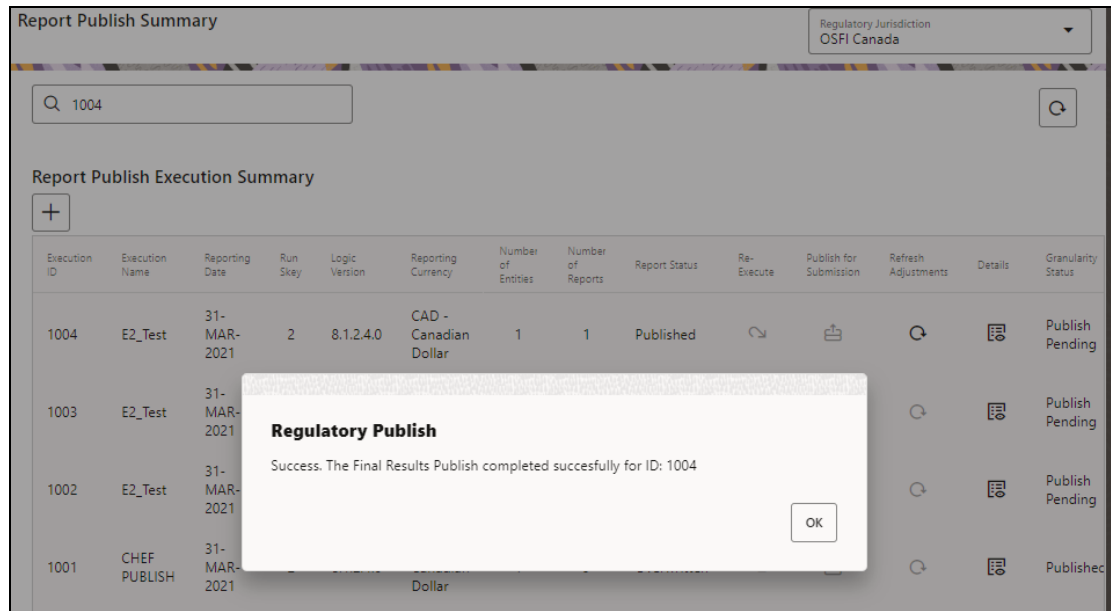 Report Publish Summary
Regulatory Jurisdiction
OSFI Canada
1004
Report Publish Execution Summary
Execution ID
Execution Name
Reporting Date
Run Skey
Logic Version
Reporting Currency
Number of Entities
Number of Reports
Report Status
Re-Execute
Publish for Submission
Refresh Adjustments
Details
Granularity Status
1004
E2_Test
31-
MAR-
2021
2
8.1.2.4.0
CAD -
Canadian
Dollar
1
1
Published
Publish
Pending
1003
E2_Test
31-
MAR-
2021
Publish
Pending
Regulatory Publish
Success. The Final Results Publish completed succesfully for ID: 1004
OK
1002
E2_Test
31-
MAR-
2021
Publish
Pending
1001
CHEF
PUBLISH
31-
MAR-
2021
Dollar
Published